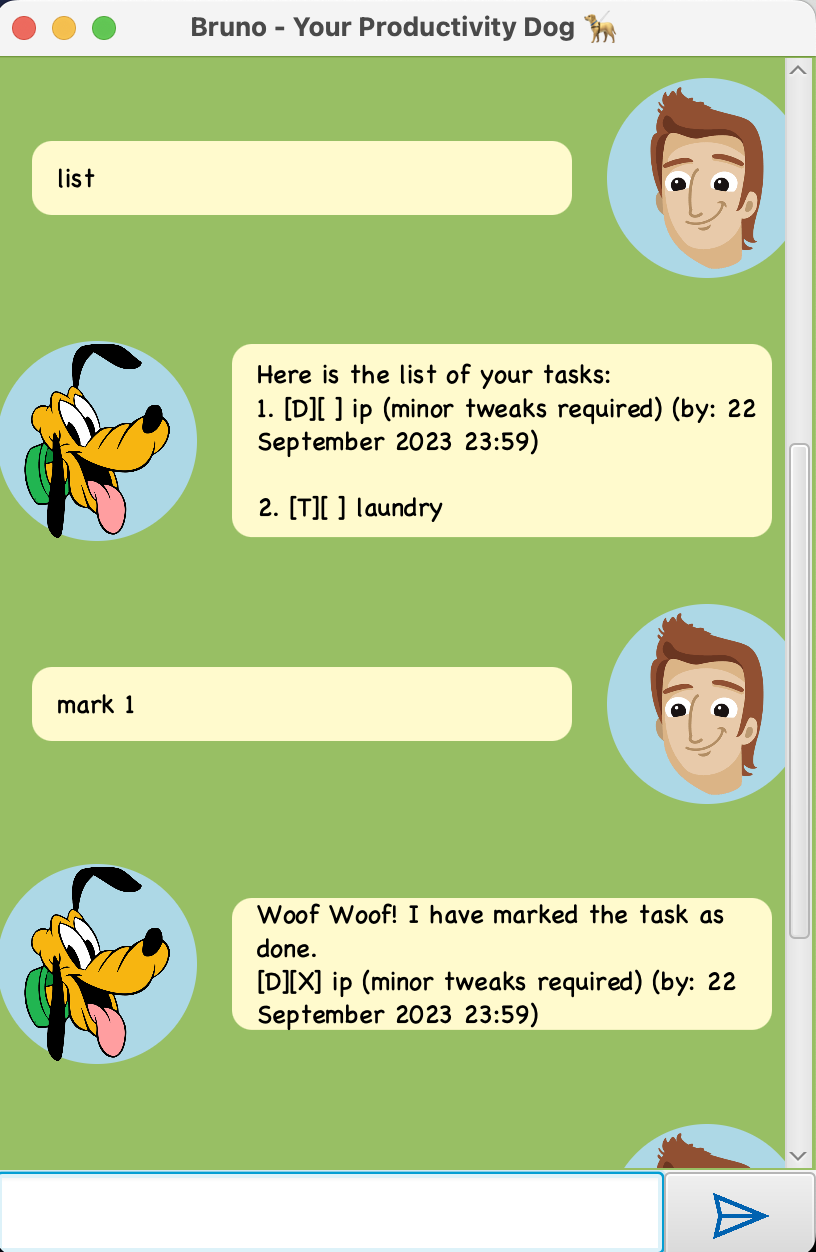 Bruno - Your Productivity Dog 🦮
list
Here is the list of your tasks:
1. [D][ ] ip (minor tweaks required) (by: 22
September 2023 23:59)
2. [T][ ] laundry
mark 1
Woof Woof! I have marked the task as
done.
[D][X] ip (minor tweaks required) (by: 22
September 2023 23:59)